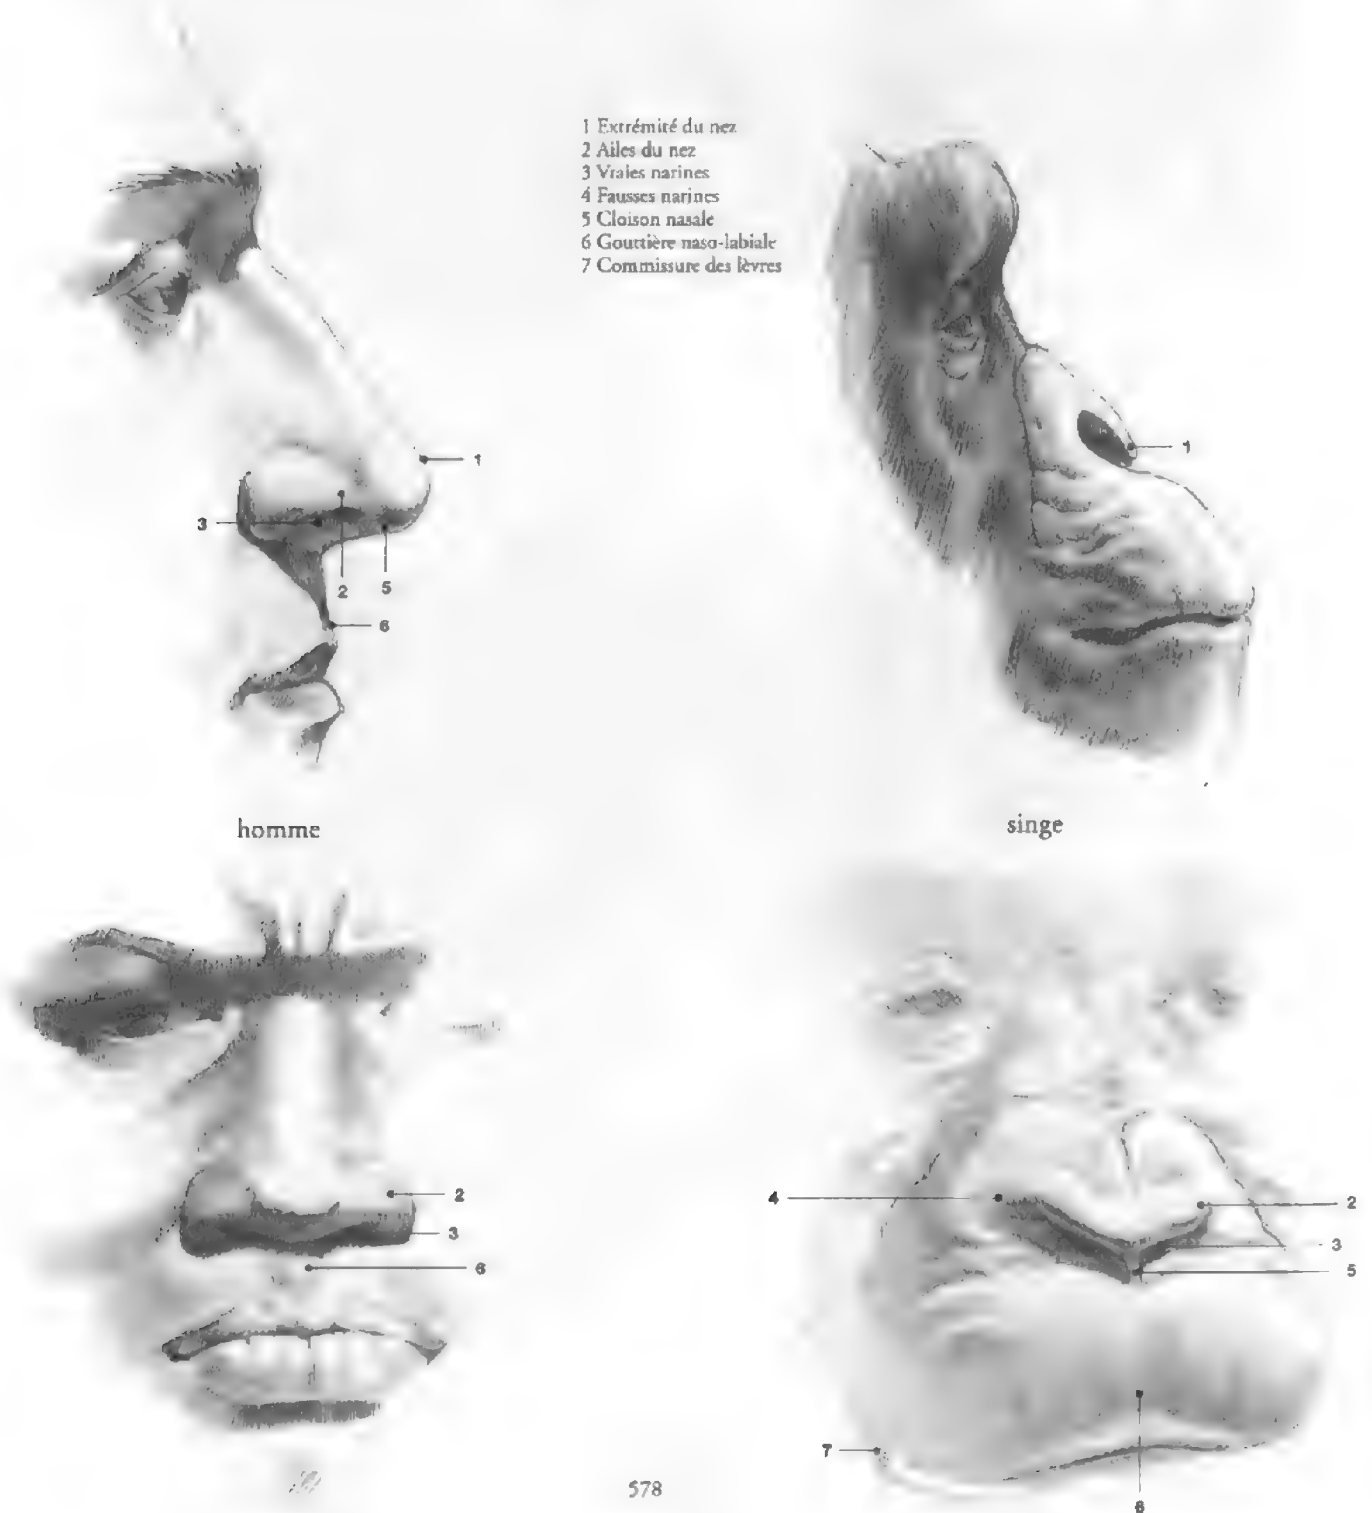 1 Extrémité du nez
2 Ailes du nez
3 Vraies narines
4 Fausses narines
5 Cloison nasale
6 Gouttière naso-labiale
7 Commissure des lèvres
1
3
2
5
6
1
homme
singe
2
3
6
4
2
3
5
7
6
578